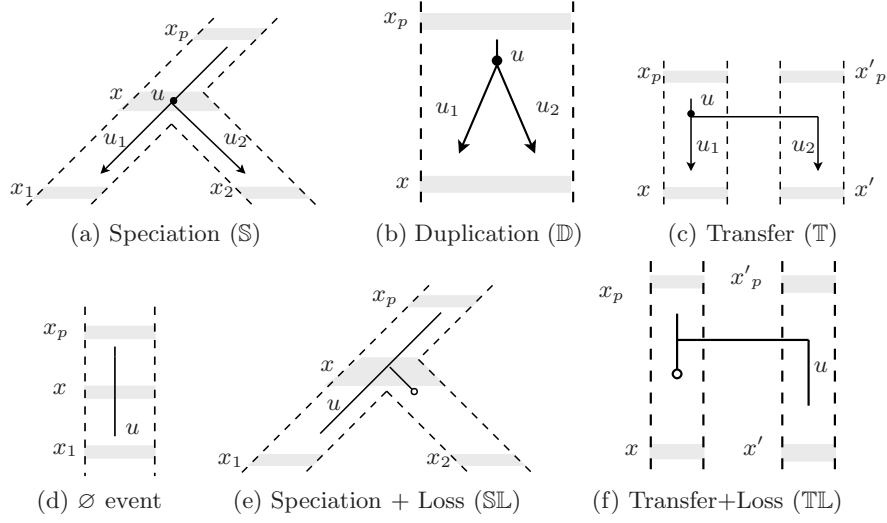 x_p
x
u
u_1
u_2
x_1
x_2
(a) Speciation (𝕊)
x_p
u
u_1
u_2
x
(b) Duplication (𝔻)
x_p
x'_p
u
u_1
u_2
x
x'
(c) Transfer (𝕋)
x_p
x
u
x_1
(d) ∅ event
x_p
x
u
x_1
x_2
(e) Speciation + Loss (𝕊𝕃)
x_p
x'_p
u
x
x'
(f) Transfer+Loss (𝕋𝕃)